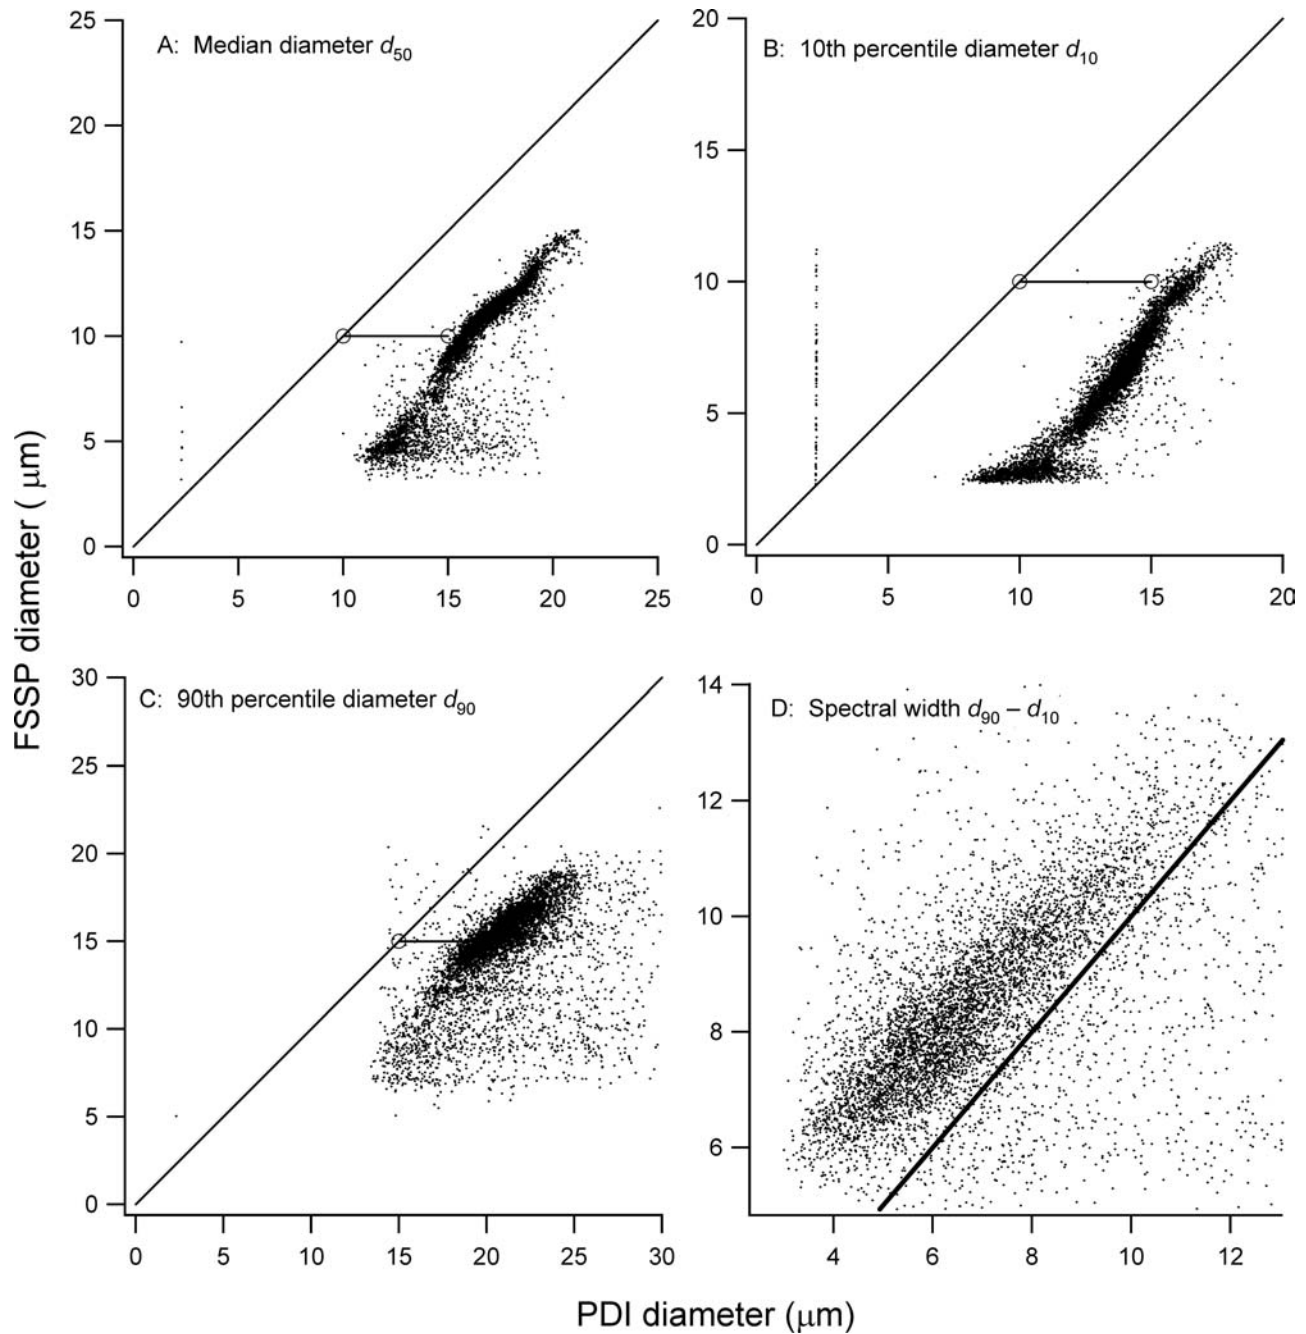 A: Median diameter d50
25
20
15
10
5
0
0 5 10 15 20 25
B: 10th percentile diameter d10
20
15
10
5
0
0 5 10 15 20
C: 90th percentile diameter d90
30
25
20
15
10
5
0
0 5 10 15 20 25 30
D: Spectral width d90 – d10
14
12
10
8
6
4 6 8 10 12
FSSP diameter ( μm)
PDI diameter (μm)